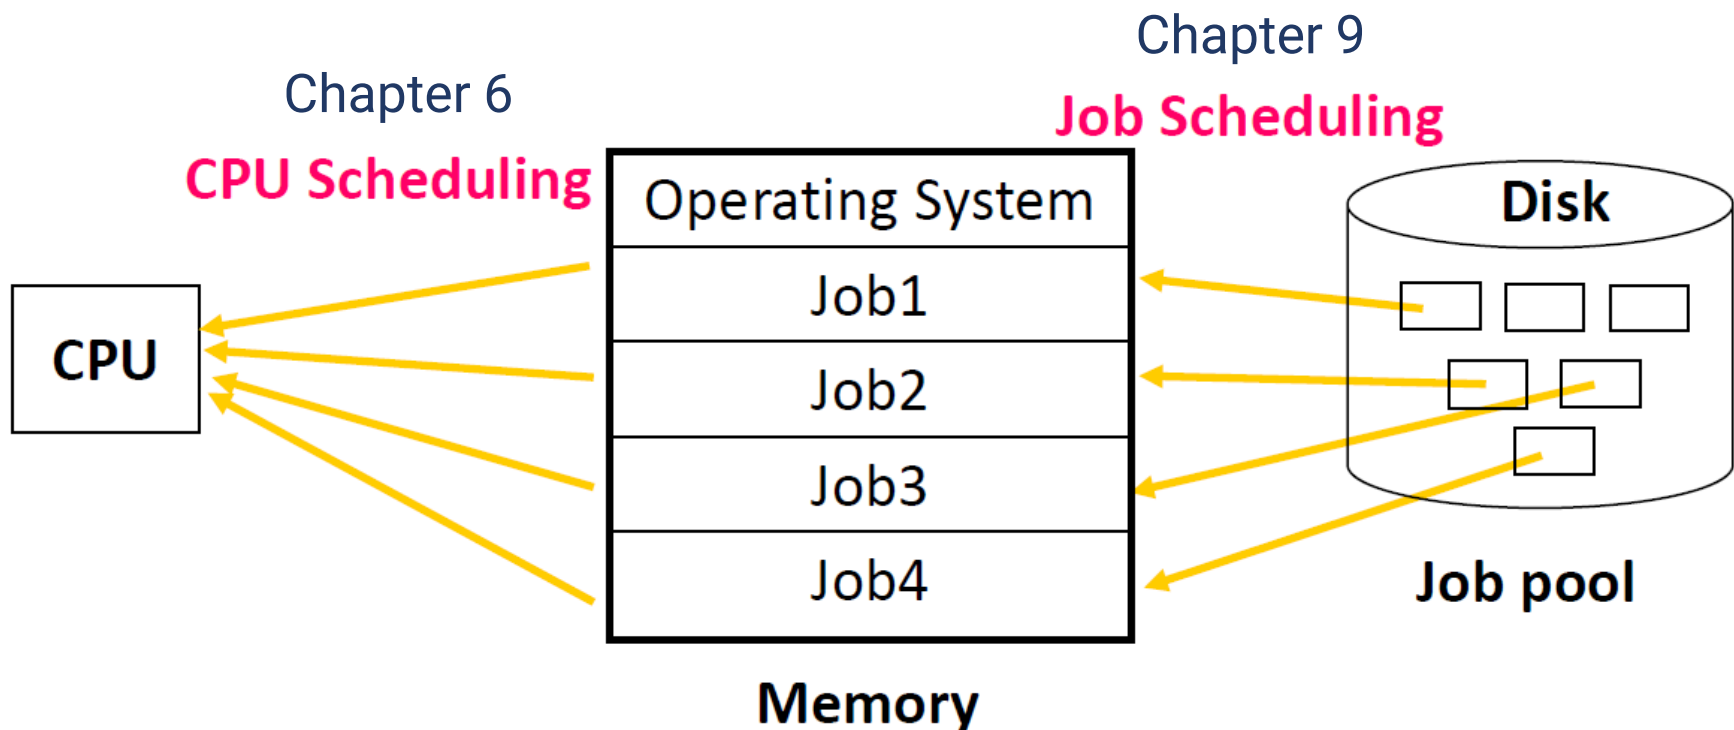 Chapter 6
CPU Scheduling
Chapter 9
Job Scheduling
CPU
Operating System
Job1
Job2
Job3
Job4
Memory
Disk
Job pool